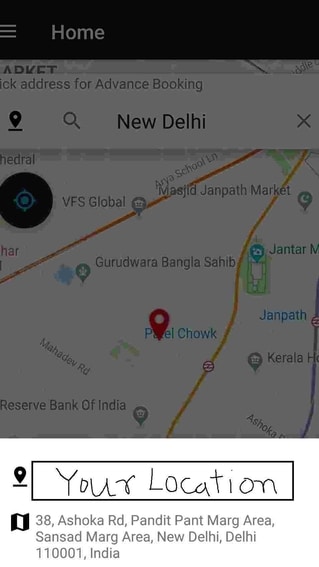 Home
ARKET
ick address for Advance Booking
New Delhi
hedral
Arya School Ln
VFS Global
Masjid Janpath Market
har
Jantar M
Gurudwara Bangla Sahib
Janpath
Patel Chowk
Mahadev Rd
Kerala Ho
Reserve Bank Of India
Ashoka
Your Location
38, Ashoka Rd, Pandit Pant Marg Area,
Sansad Marg Area, New Delhi, Delhi
110001, India